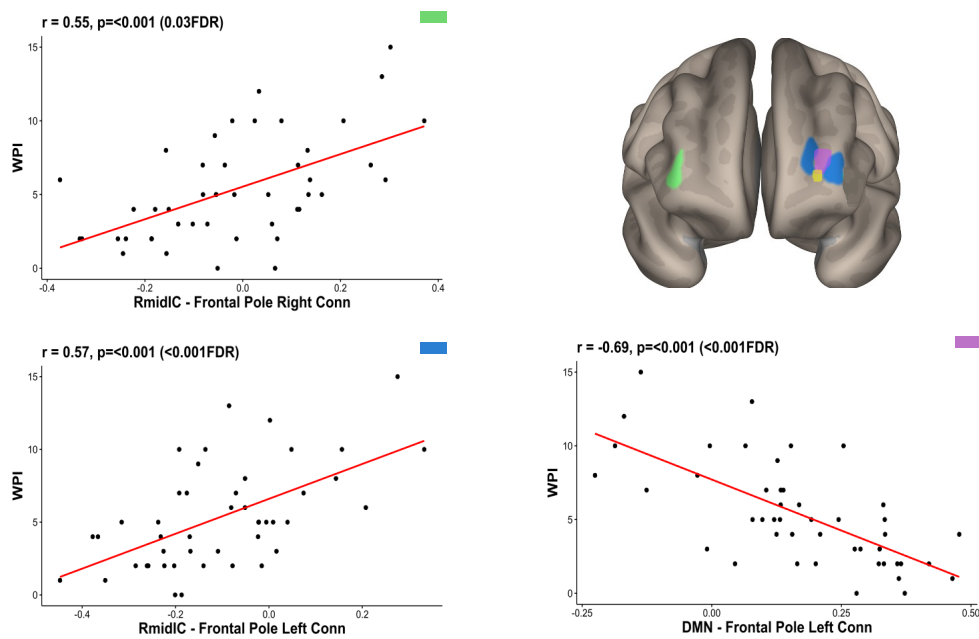 r = 0.55, p=<0.001 (0.03FDR)
15
10
5
0
WPI
-0.4
-0.2
0.0
0.2
0.4
RmidIC - Frontal Pole Right Conn
r = 0.57, p=<0.001 (<0.001FDR)
15
10
5
0
WPI
-0.4
-0.2
0.0
0.2
RmidIC - Frontal Pole Left Conn
r = -0.69, p=<0.001 (<0.001FDR)
15
10
5
0
WPI
-0.25
0.00
0.25
0.50
DMN - Frontal Pole Left Conn